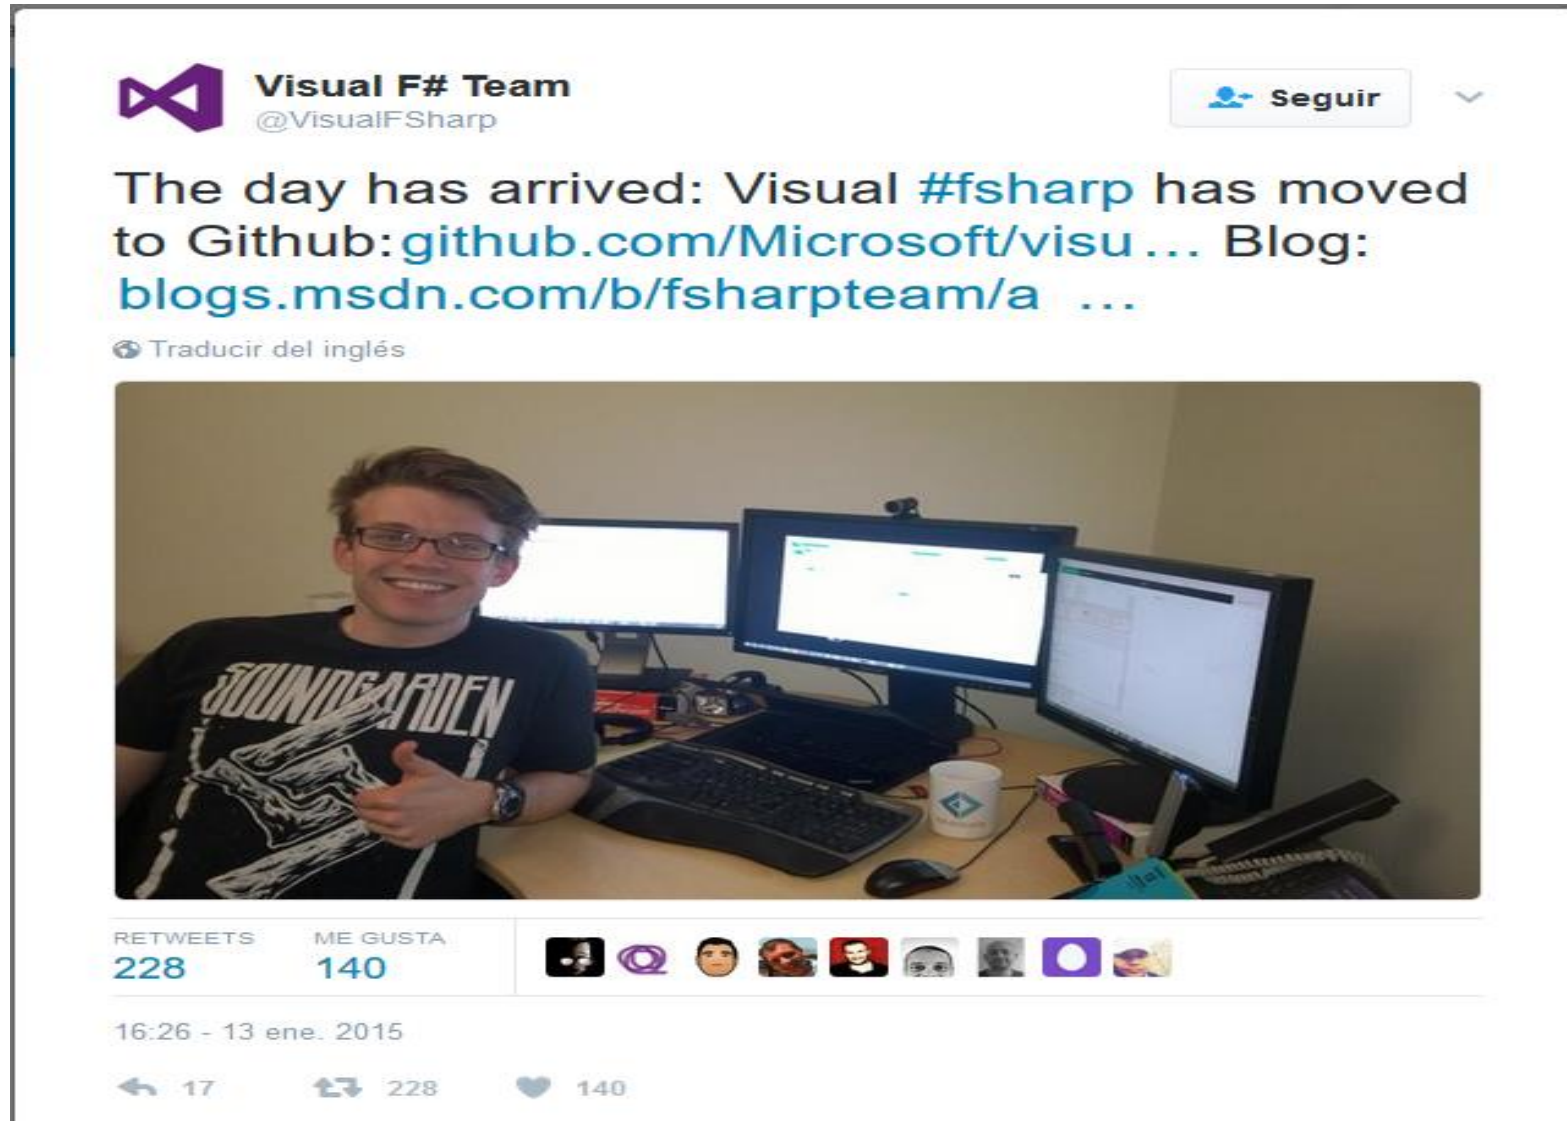 Visual F# Team
@VisualFSharp
Seguir
The day has arrived: Visual #fsharp has moved
to Github: github.com/Microsoft/visu… Blog:
blogs.msdn.com/b/fsharpteam/a …
Traducir del inglés
SOUNDGARDEN
RETWEETS ME GUSTA
228 140
16:26 - 13 ene. 2015
17 228 140